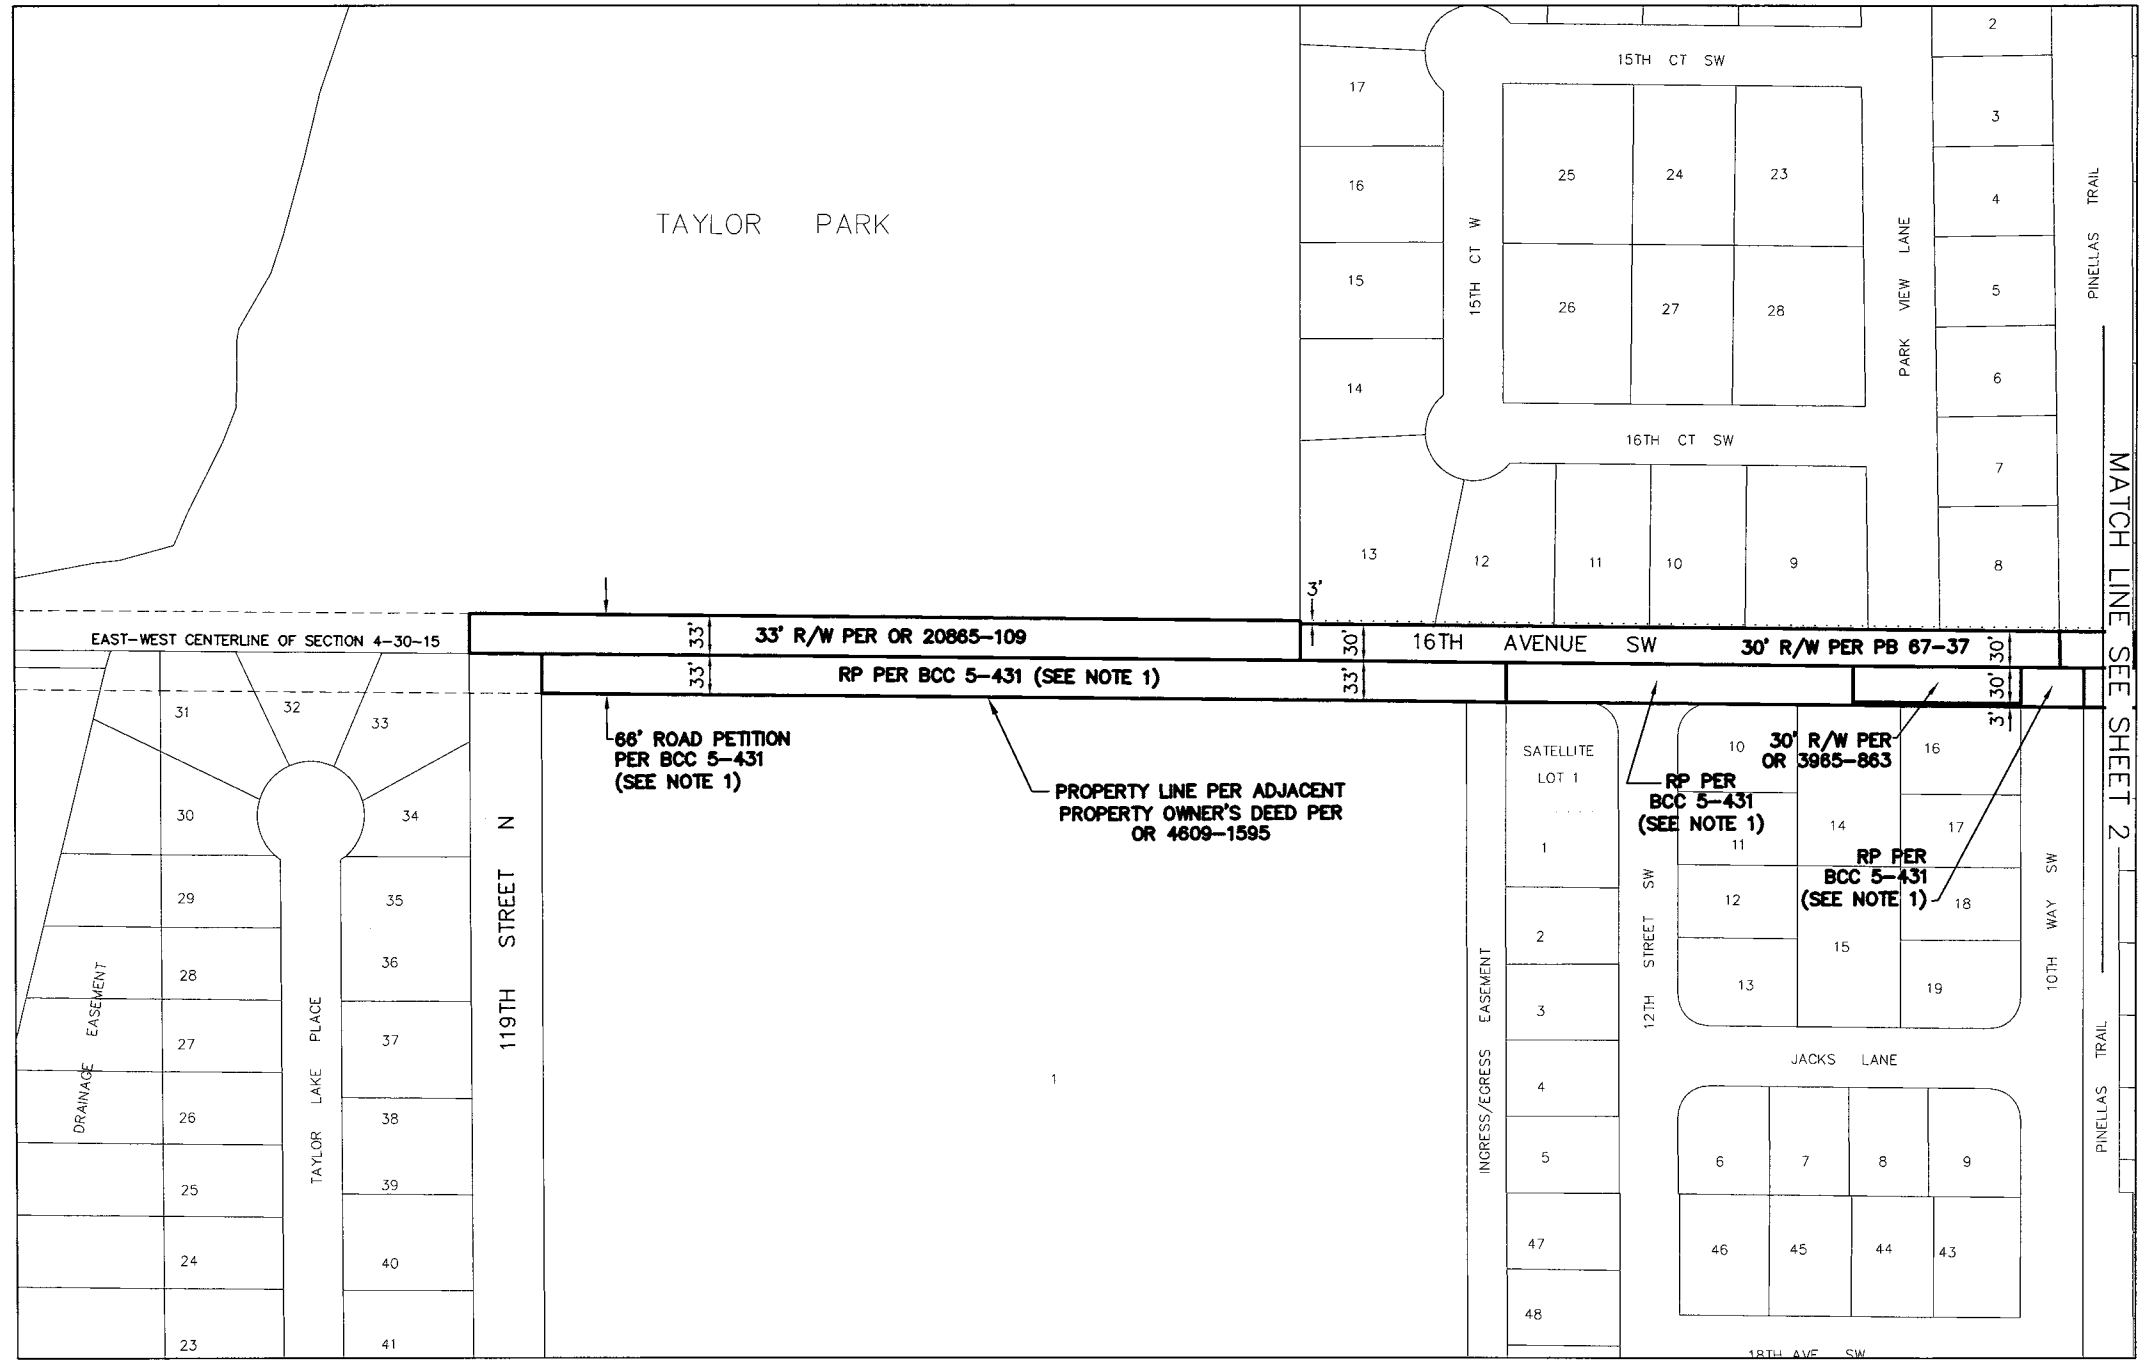 2
15TH CT SW
17
3
25
24
23
16
4
TAYLOR PARK
15TH CT W
PARK VIEW LANE
PINELLAS TRAIL
15
5
26
27
28
14
6
16TH CT SW
7
MATCH LINE SEE SHEET 2
13
12
11
10
9
8
3'
EAST-WEST CENTERLINE OF SECTION 4-30-15
33'
33' R/W PER OR 20865-109
30'
16TH AVENUE SW
30' R/W PER PB 67-37
30'
33'
RP PER BCC 5-431 (SEE NOTE 1)
33'
30'
3'
31
32
33
66' ROAD PETITION
PER BCC 5-431
(SEE NOTE 1)
PROPERTY LINE PER ADJACENT
PROPERTY OWNER'S DEED PER
OR 4609-1595
SATELLITE
LOT 1
10
30' R/W PER
OR 3965-863
16
RP PER
BCC 5-431
(SEE NOTE 1)
30
34
14
17
1
11
RP PER
BCC 5-431
(SEE NOTE 1)
29
35
12
18
119TH STREET N
2
15
12TH STREET SW
10TH WAY SW
28
36
13
19
DRAINAGE EASEMENT
TAYLOR LAKE PLACE
INGRESS/EGRESS EASEMENT
3
27
37
JACKS LANE
1
4
PINELLAS TRAIL
26
38
5
6
7
8
9
25
39
47
46
45
44
43
24
40
48
23
41
18TH AVE SW